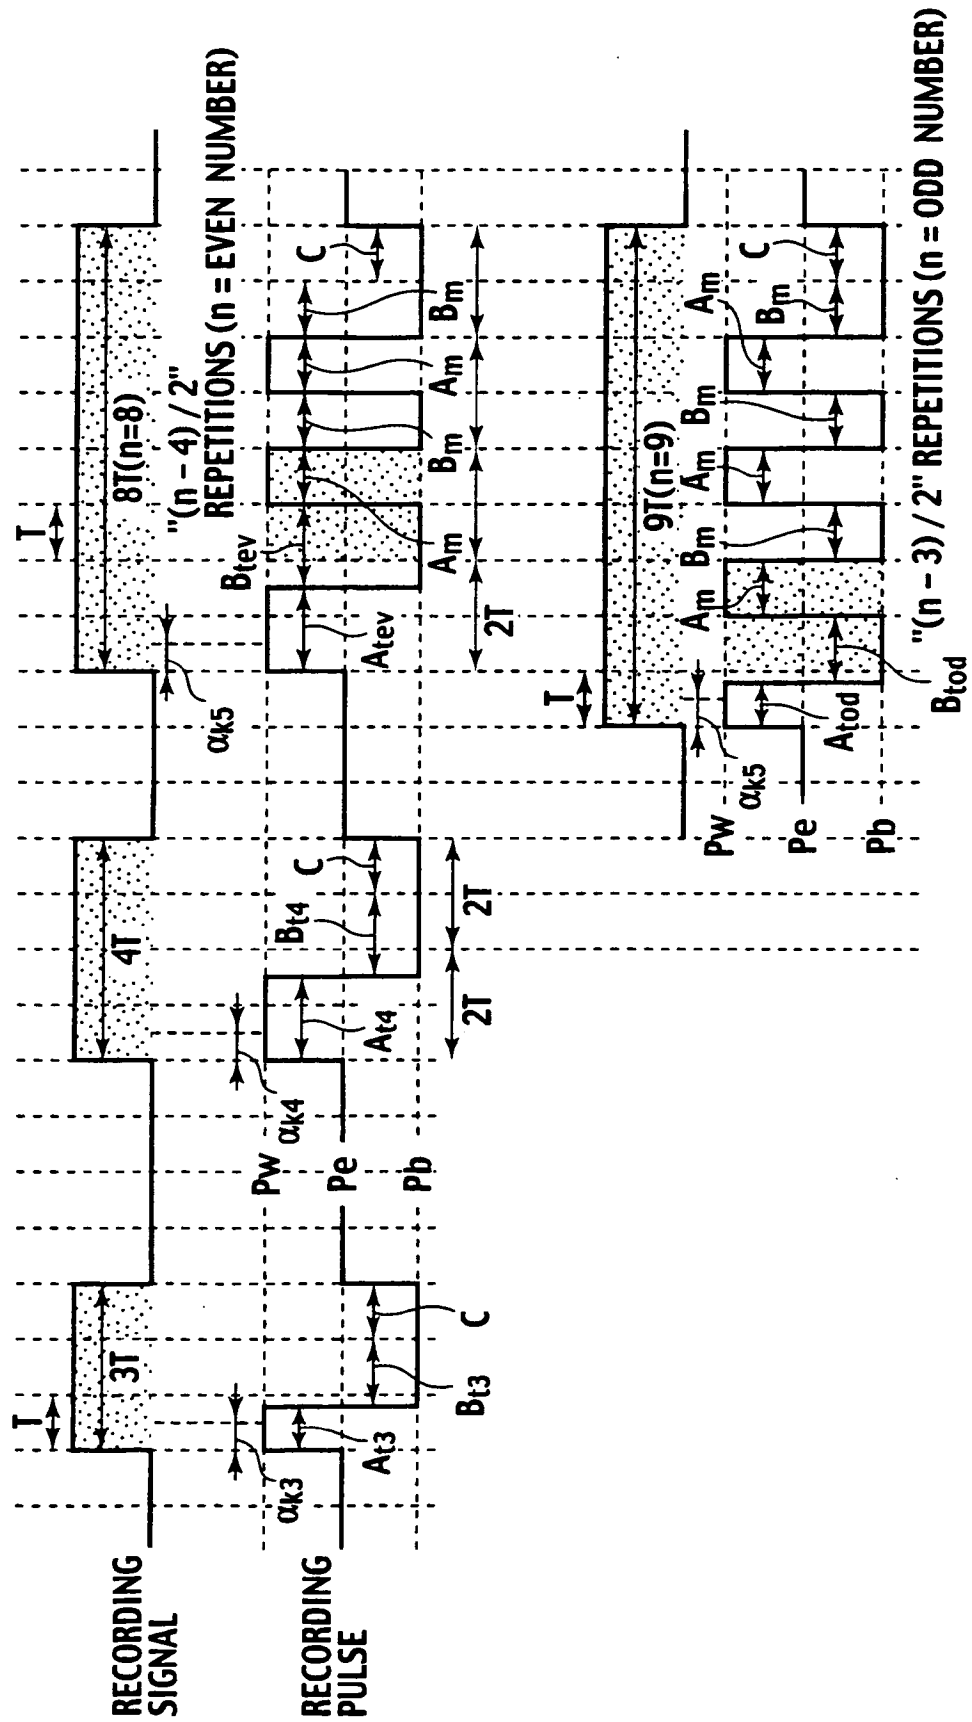 RECORDING
SIGNAL
T
3T
4T
T
8T(n=8)
"(n − 4) / 2"
REPETITIONS (n = EVEN NUMBER)
RECORDING
PULSE
αk3
At3
Bt3
C
Pw
Pe
Pb
αk4
At4
Bt4
C
2T
2T
αk5
Atev
Btev
Am
Bm
Am
Bm
C
2T
T
9T(n=9)
Pw
Pe
Pb
αk5
Atod
Btod
Am
Bm
Am
Bm
Am
Bm
C
"(n − 3) / 2" REPETITIONS (n = ODD NUMBER)